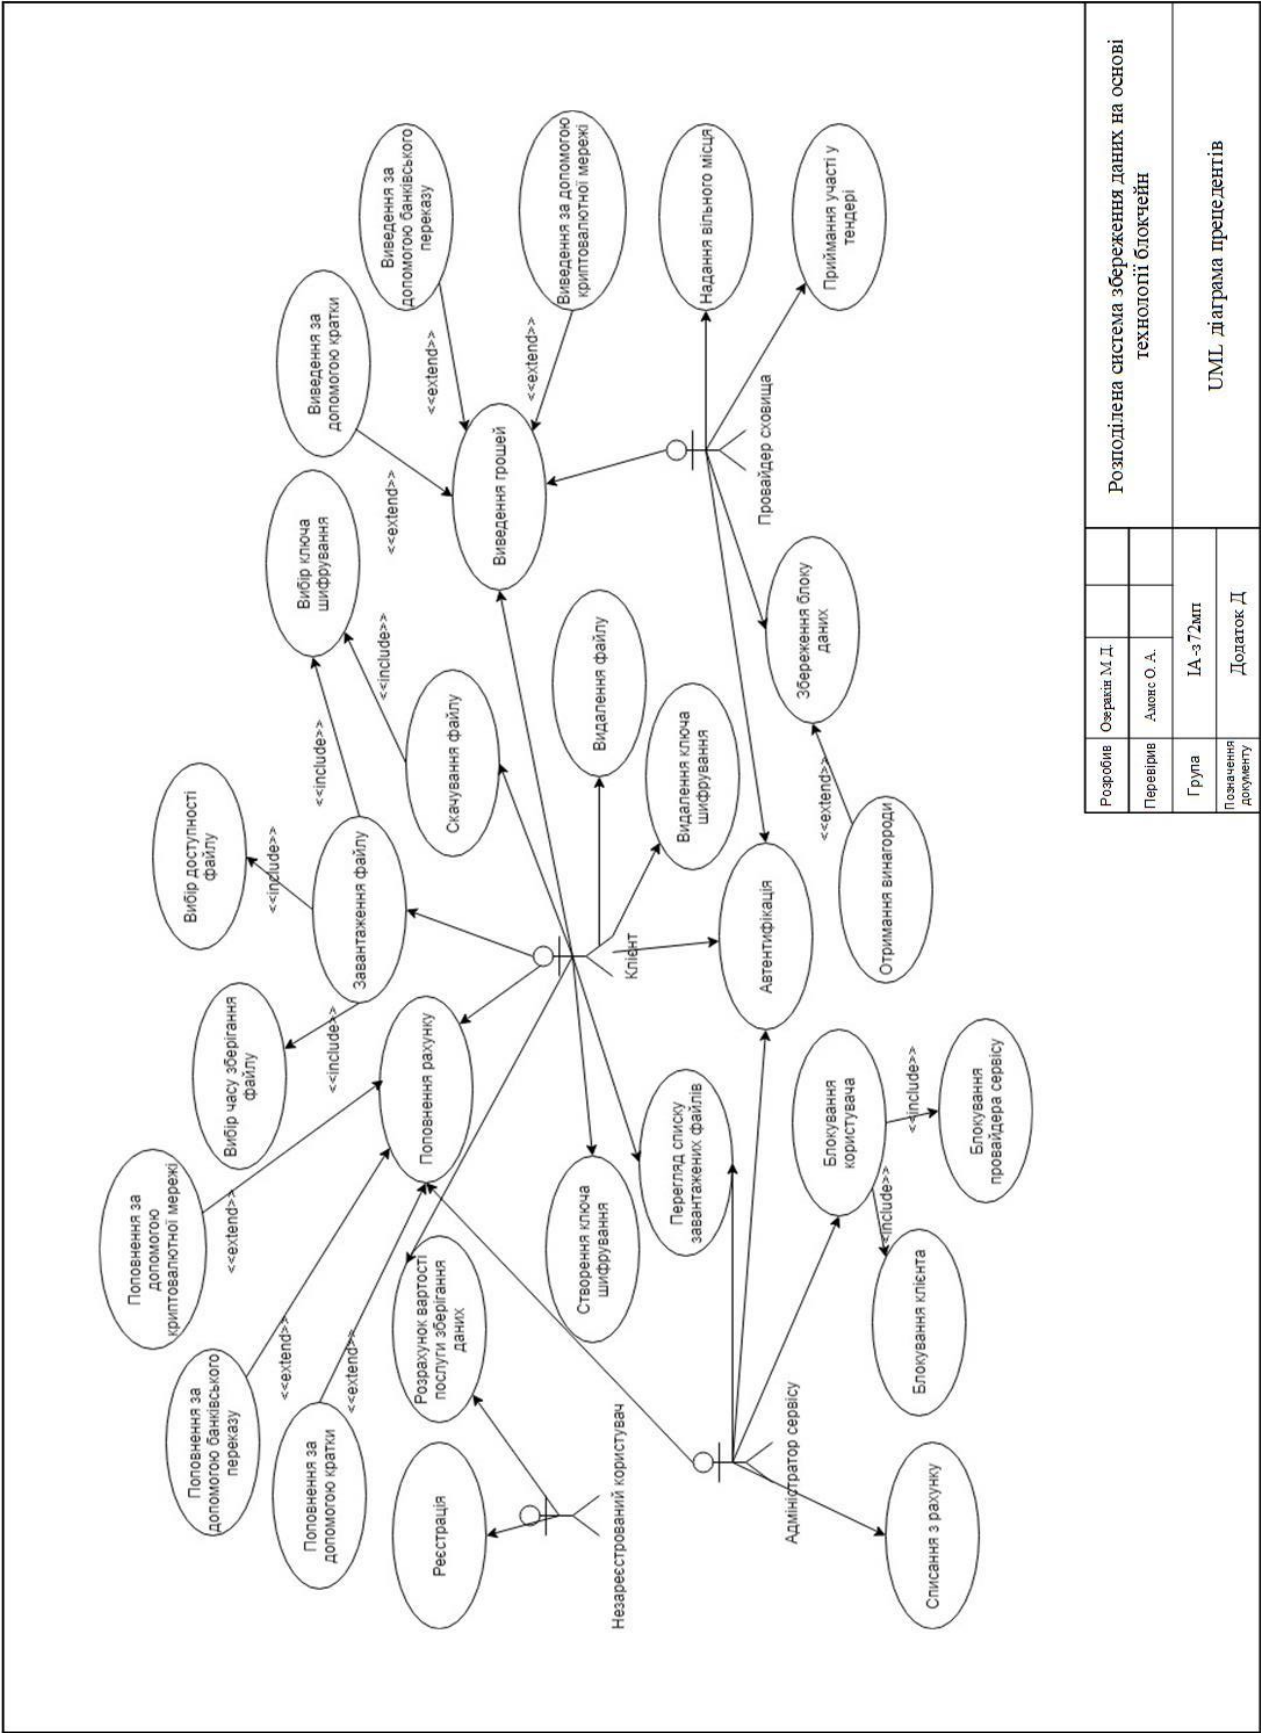 Поповнення за
допомогою
криптовалютної мережі
<<extend>>
Поповнення за
допомогою банківського
переказу
<<extend>>
Поповнення за
допомогою кратки
<<extend>>
Вибір часу зберігання
файлу
<<include>>
Вибір доступності
файлу
<<include>>
Завантаження файлу
<<include>>
Вибір ключа
шифрування
<<include>>
Скачування файлу
Виведення за
допомогою кратки
<<extend>>
Виведення за
допомогою банківського
переказу
<<extend>>
Виведення за допомогою
криптовалютної мережі
<<extend>>
Виведення грошей
Поповнення рахунку
Розрахунок вартості
послуги зберігання
даних
Реєстрація
Незареєстрований користувач
Клієнт
Створення ключа
шифрування
Перегляд списку
завантажених файлів
Видалення файлу
Видалення ключа
шифрування
Автентифікація
Надання вільного місця
Приймання участі у
тендері
Провайдер сховища
Збереження блоку
даних
<<extend>>
Отримання винагороди
Адміністратор сервісу
Блокування
користувача
<<include>>
Блокування
провайдера сервісу
<<include>>
Блокування клієнта
Списання з рахунку
Розробив
Озеракін М.Д.
Перевірив
Амонс О. А.
Група
ІА-з72мп
Позначення
документу
Додаток Д
Розподілена система збереження даних на основі
технології блокчейн
UML діаграма прецедентів